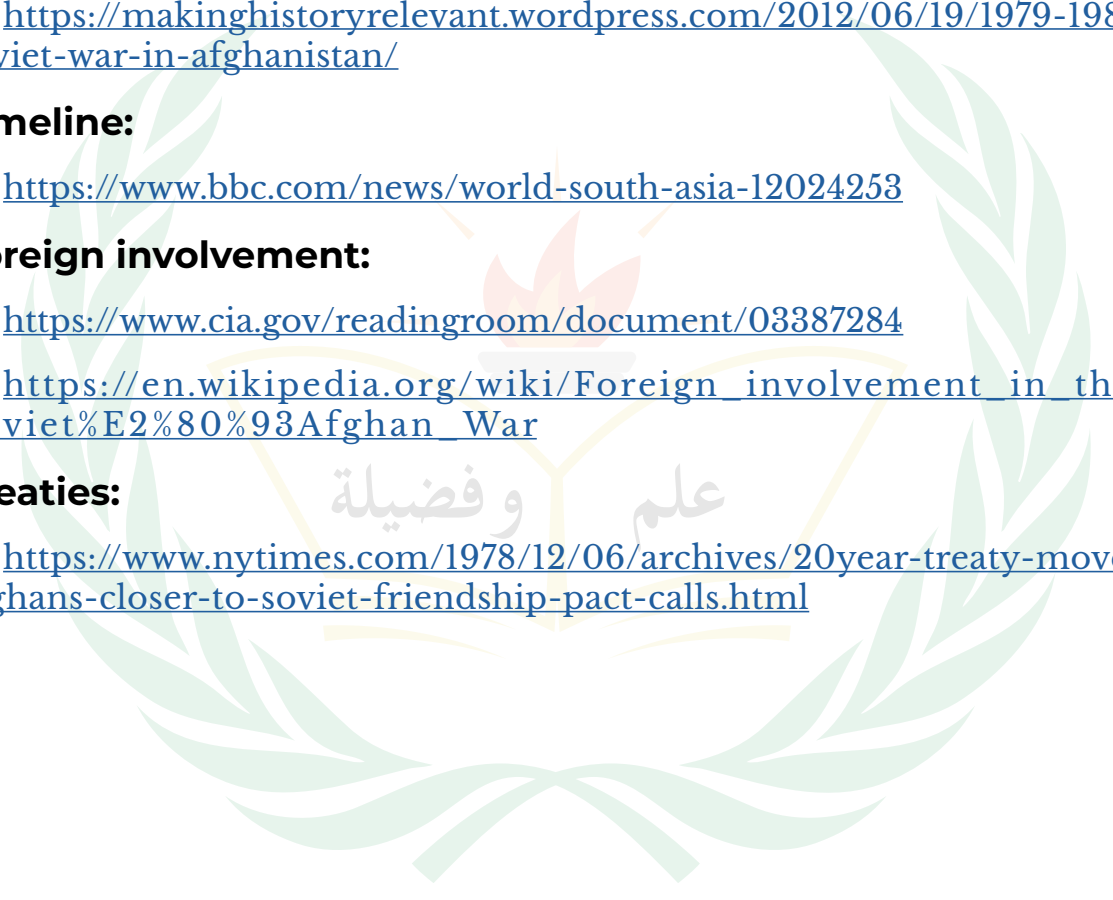 https://makinghistoryrelevant.wordpress.com/2012/06/19/1979-198
viet-war-in-afghanistan/
meline:
https://www.bbc.com/news/world-south-asia-12024253
reign involvement:
https://www.cia.gov/readingroom/document/03387284
https://en.wikipedia.org/wiki/Foreign_involvement_in_th
viet%E2%80%93Afghan_War
علم و فضيلة
eaties:
https://www.nytimes.com/1978/12/06/archives/20year-treaty-mov
ghans-closer-to-soviet-friendship-pact-calls.html